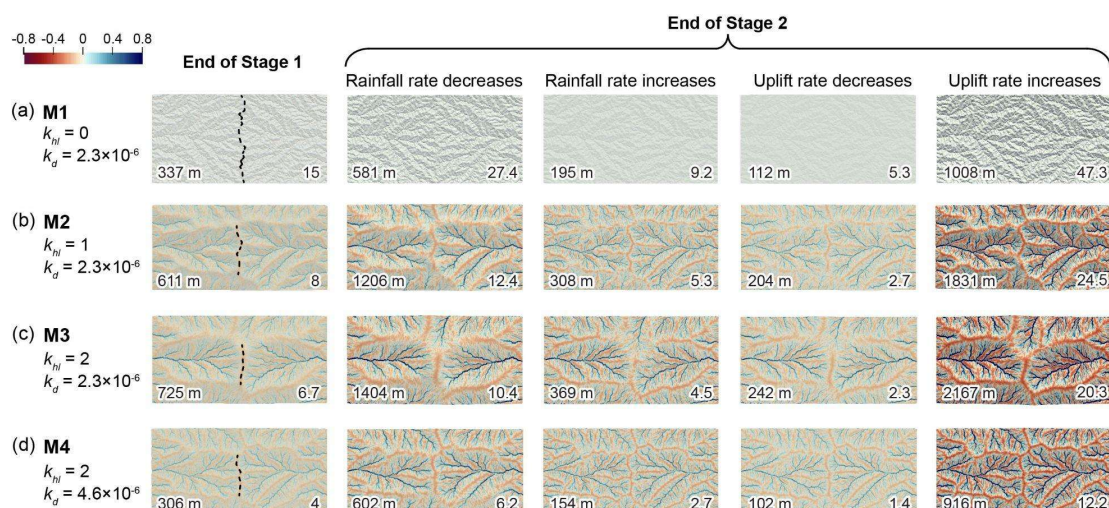 End of Stage 2
-0.8 -0.4 0 0.4 0.8
End of Stage 1
Rainfall rate decreases Rainfall rate increases Uplift rate decreases Uplift rate increases
(a) M1
k_hl = 0
k_d = 2.3×10⁻⁶
337 m 15 581 m 27.4 195 m 9.2 112 m 5.3 1008 m 47.3
(b) M2
k_hl = 1
k_d = 2.3×10⁻⁶
611 m 8 1206 m 12.4 308 m 5.3 204 m 2.7 1831 m 24.5
(c) M3
k_hl = 2
k_d = 2.3×10⁻⁶
725 m 6.7 1404 m 10.4 369 m 4.5 242 m 2.3 2167 m 20.3
(d) M4
k_hl = 2
k_d = 4.6×10⁻⁶
306 m 4 602 m 6.2 154 m 2.7 102 m 1.4 916 m 12.2